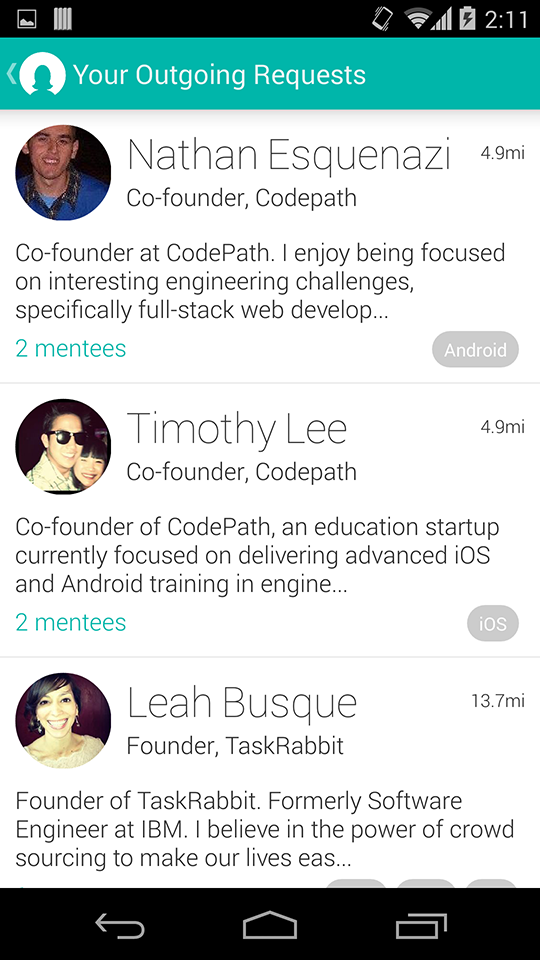 2:11
Your Outgoing Requests
Nathan Esquenazi
4.9mi
Co-founder, Codepath
Co-founder at CodePath. I enjoy being focused
on interesting engineering challenges,
specifically full-stack web develop...
2 mentees
Android
Timothy Lee
4.9mi
Co-founder, Codepath
Co-founder of CodePath, an education startup
currently focused on delivering advanced iOS
and Android training in engine...
2 mentees
iOS
Leah Busque
13.7mi
Founder, TaskRabbit
Founder of TaskRabbit. Formerly Software
Engineer at IBM. I believe in the power of crowd
sourcing to make our lives eas...